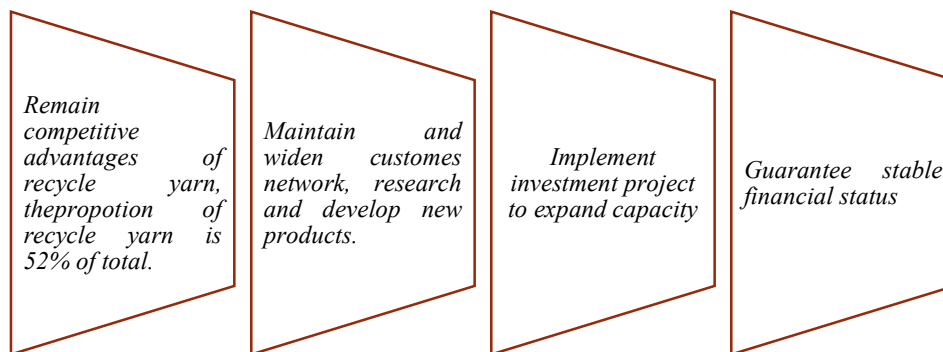 Remain
competitive
advantages of
recycle yarn,
thepropotion of
recycle yarn is
52% of total.
Maintain and
widen customes
network, research
and develop new
products.
Implement
investment project
to expand capacity
Guarantee stable
financial status